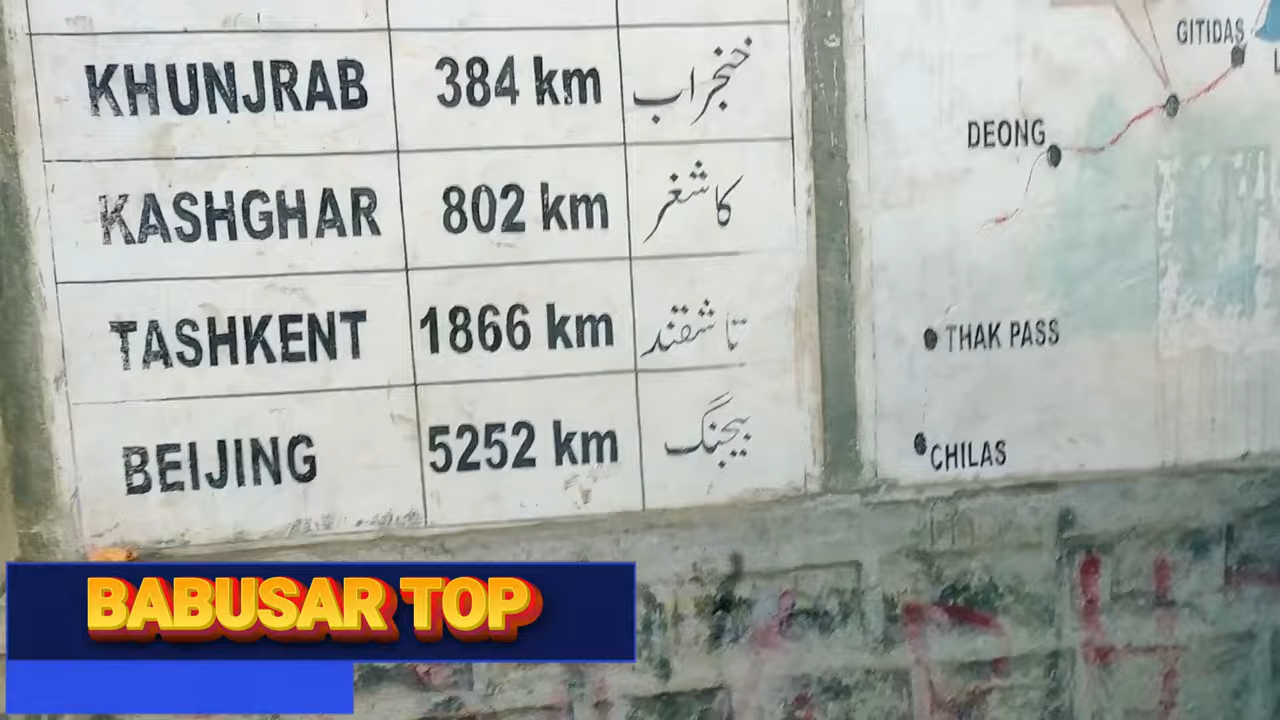 KHUNJRAB 384 km خنجراب
KASHGHAR 802 km کاشغر
TASHKENT 1866 km تاشقند
BEIJING 5252 km بیجنگ
GITIDAS
DEONG
THAK PASS
CHILAS
BABUSAR TOP